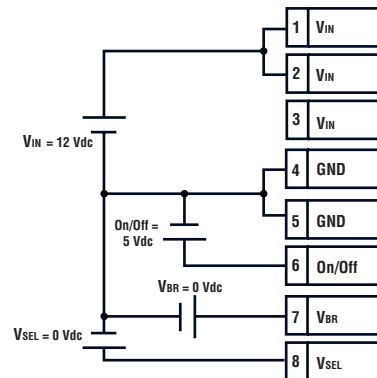 1 VIN
2 VIN
3 VIN
VIN = 12 Vdc
4 GND
5 GND
On/Off =
5 Vdc
6 On/Off
VBR = 0 Vdc
7 VBR
VSEL = 0 Vdc
8 VSEL